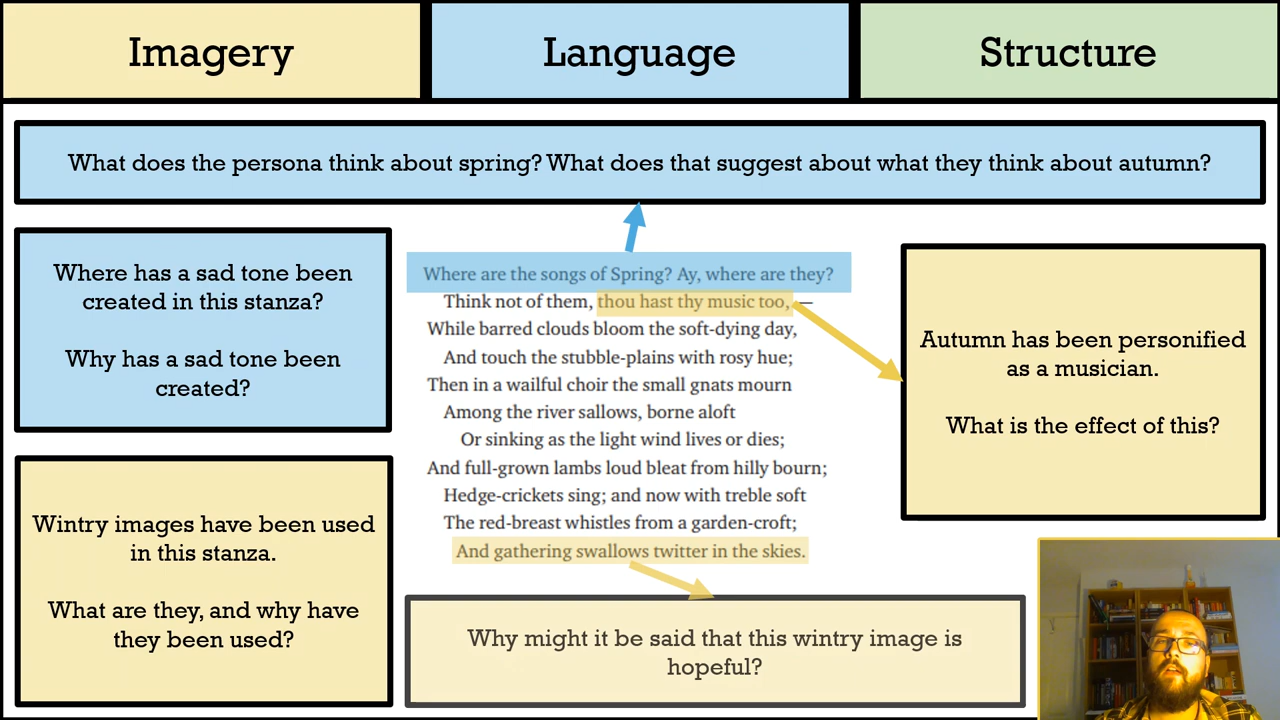 Imagery
Language
Structure
What does the persona think about spring? What does that suggest about what they think about autumn?
Where has a sad tone been
created in this stanza?
Why has a sad tone been
created?
Wintry images have been used
in this stanza.
What are they, and why have
they been used?
Where are the songs of Spring? Ay, where are they?
Think not of them, thou hast thy music too,—
While barred clouds bloom the soft-dying day,
And touch the stubble-plains with rosy hue;
Then in a wailful choir the small gnats mourn
Among the river sallows, borne aloft
Or sinking as the light wind lives or dies;
And full-grown lambs loud bleat from hilly bourn;
Hedge-crickets sing; and now with treble soft
The red-breast whistles from a garden-croft;
And gathering swallows twitter in the skies.
Autumn has been personified
as a musician.
What is the effect of this?
Why might it be said that this wintry image is
hopeful?